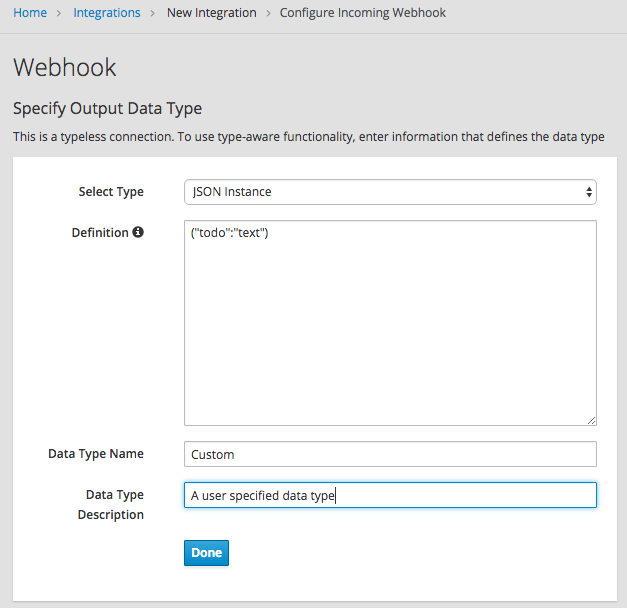 Home > Integrations > New Integration > Configure Incoming Webhook
Webhook
Specify Output Data Type
This is a typeless connection. To use type-aware functionality, enter information that defines the data type
Select Type JSON Instance
Definition ("todo":"text")
Data Type Name Custom
Data Type A user specified data type
Description
Done